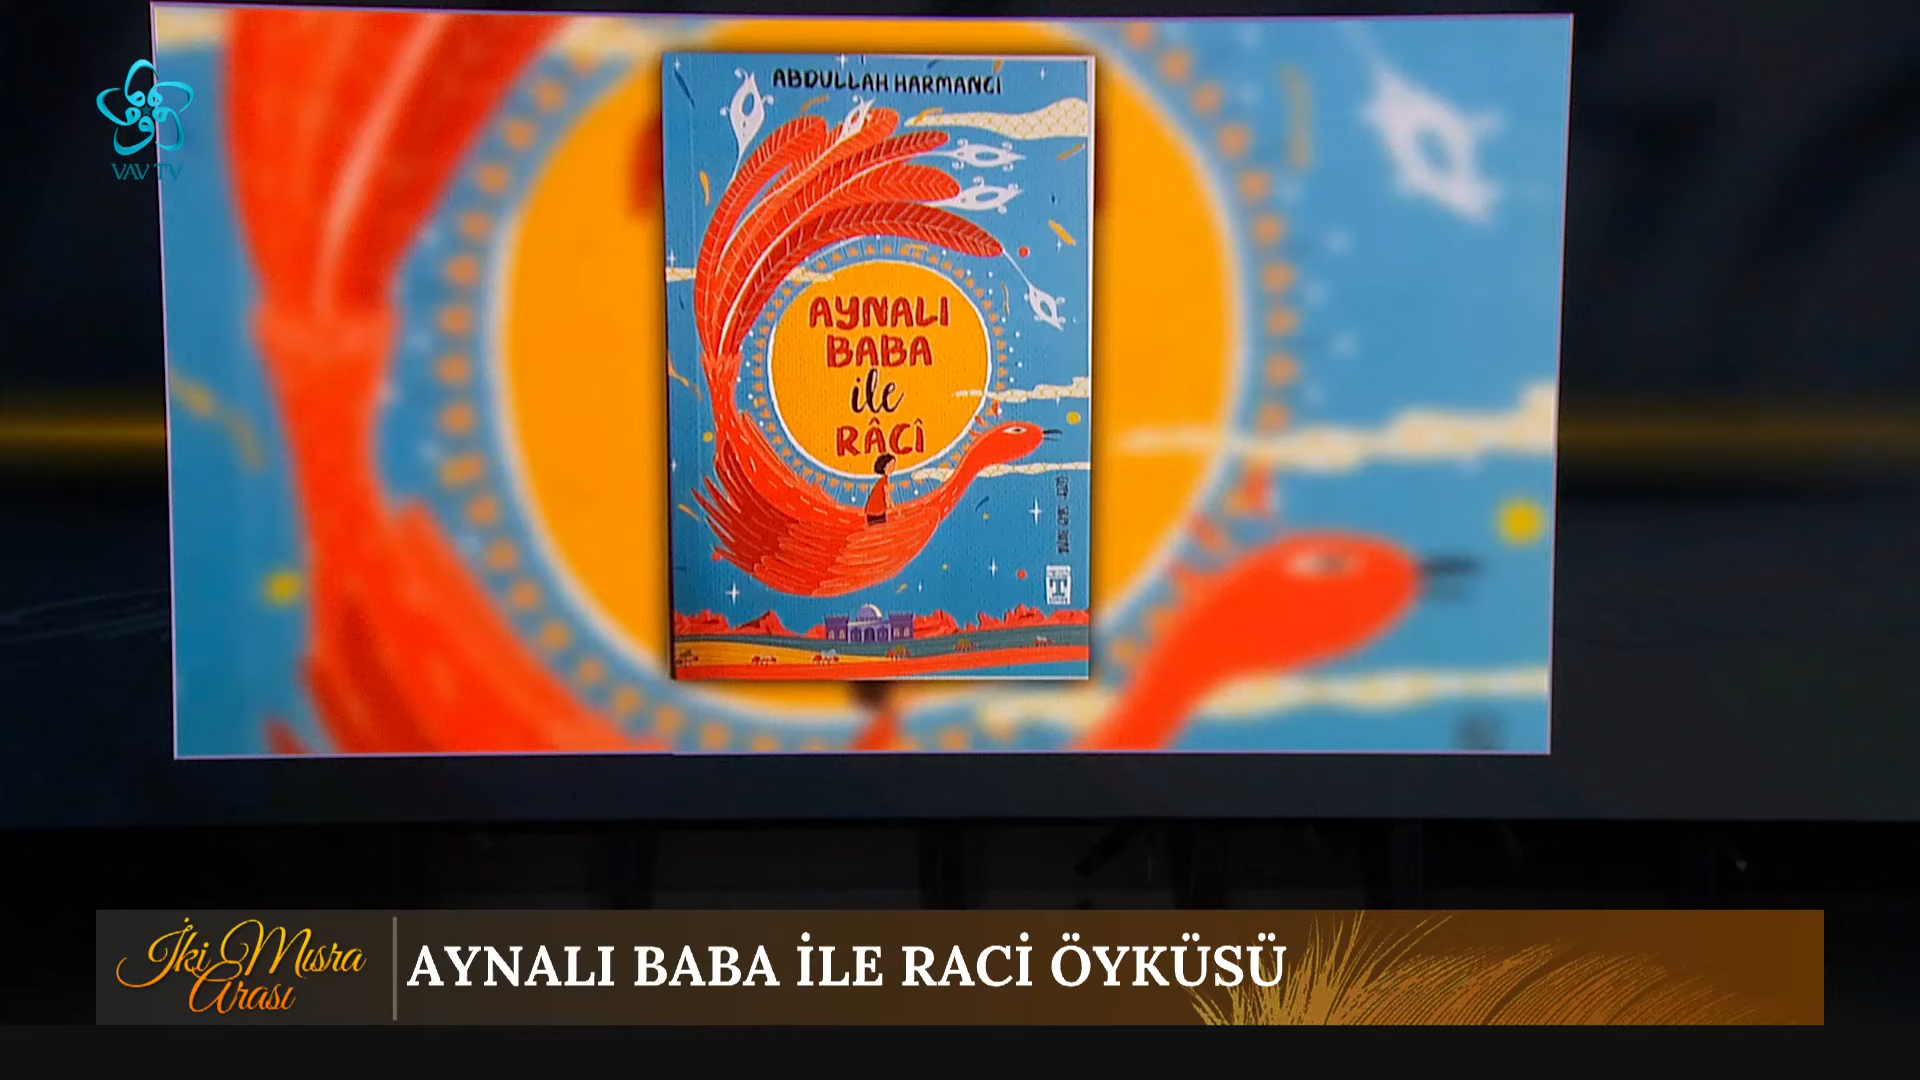 VAV TV
ABDULLAH HARMANCI
AYNALI
BABA
ile
RÂCÎ
İki Mısra
Arası
AYNALI BABA İLE RACİ ÖYKÜSÜ